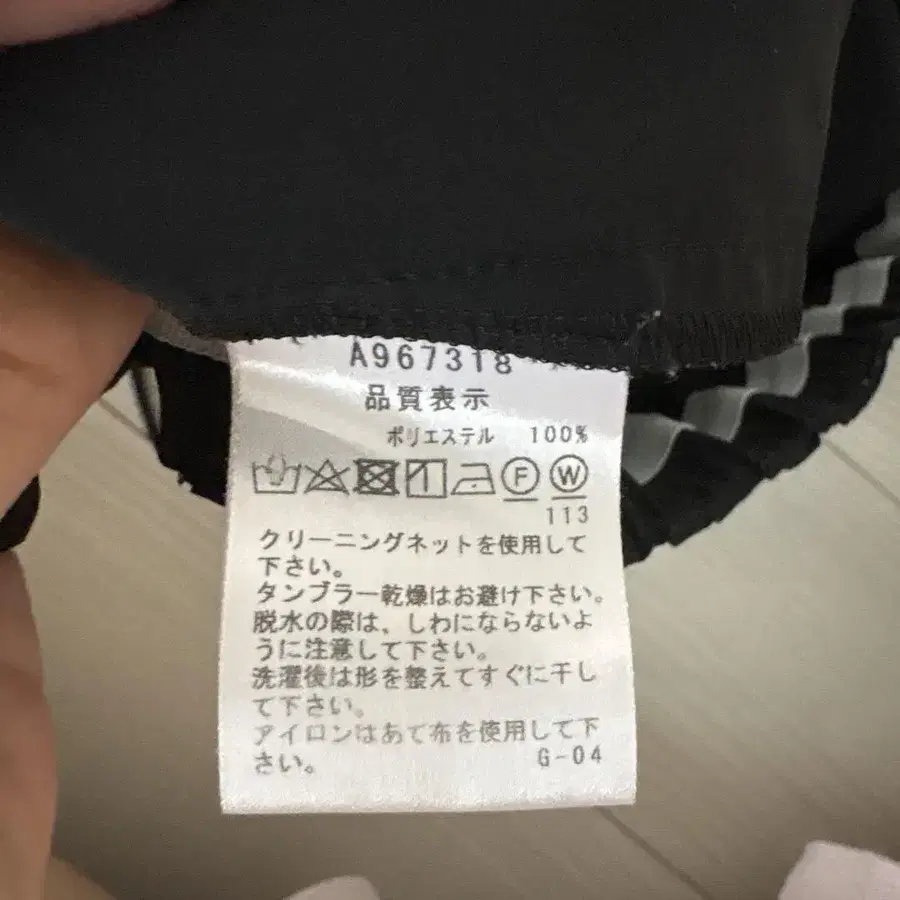 A967318
品質表示
ポリエステル 100%
F W
113
クリーニングネットを使用して
下さい。
タンブラー乾燥はお避け下さい。
脱水の際は、しわにならないよ
うに注意して下さい。
洗濯後は形を整えてすぐに干し
て下さい。
アイロンはあて布を使用して下
さい。 G-04